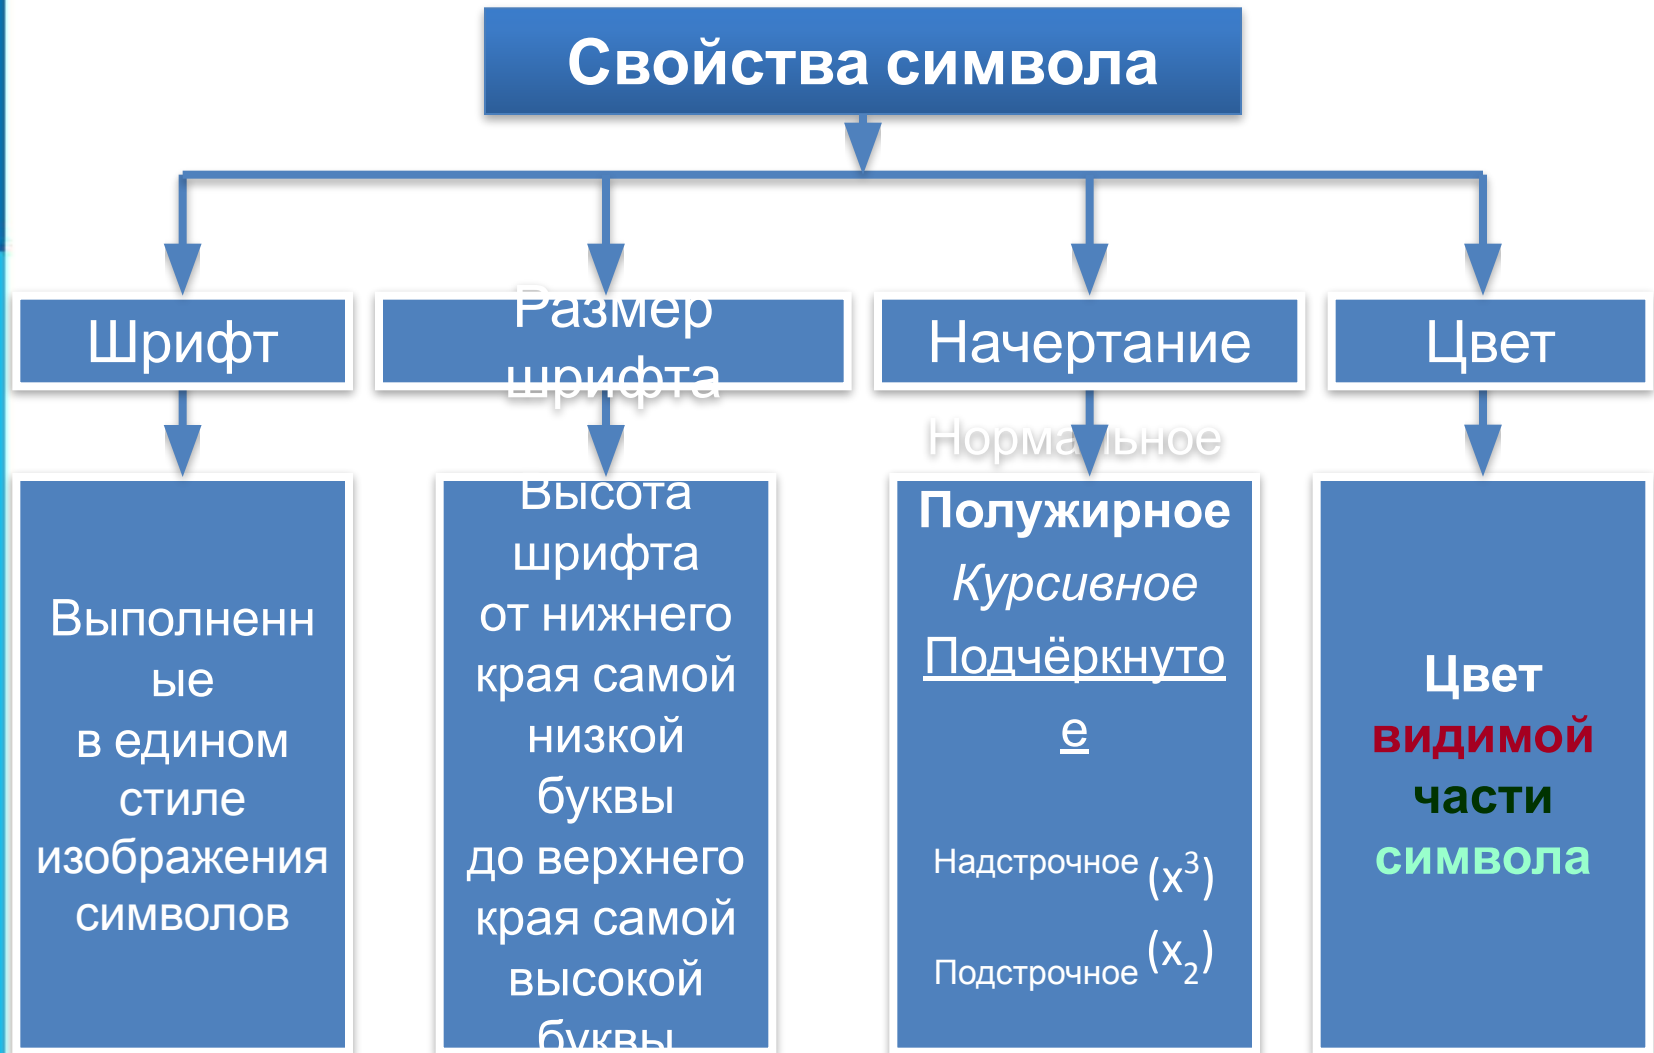 Свойства символа
Шрифт
Размер
шрифта
Начертание
Цвет
Выполненн
ые
в едином
стиле
изображения
символов
Высота
шрифта
от нижнего
края самой
низкой
буквы
до верхнего
края самой
высокой
буквы
Нормальное
Полужирное
Курсивное
Подчёркнуто
е
Надстрочное (x³)
Подстрочное (x₂)
Цвет
видимой
части
символа